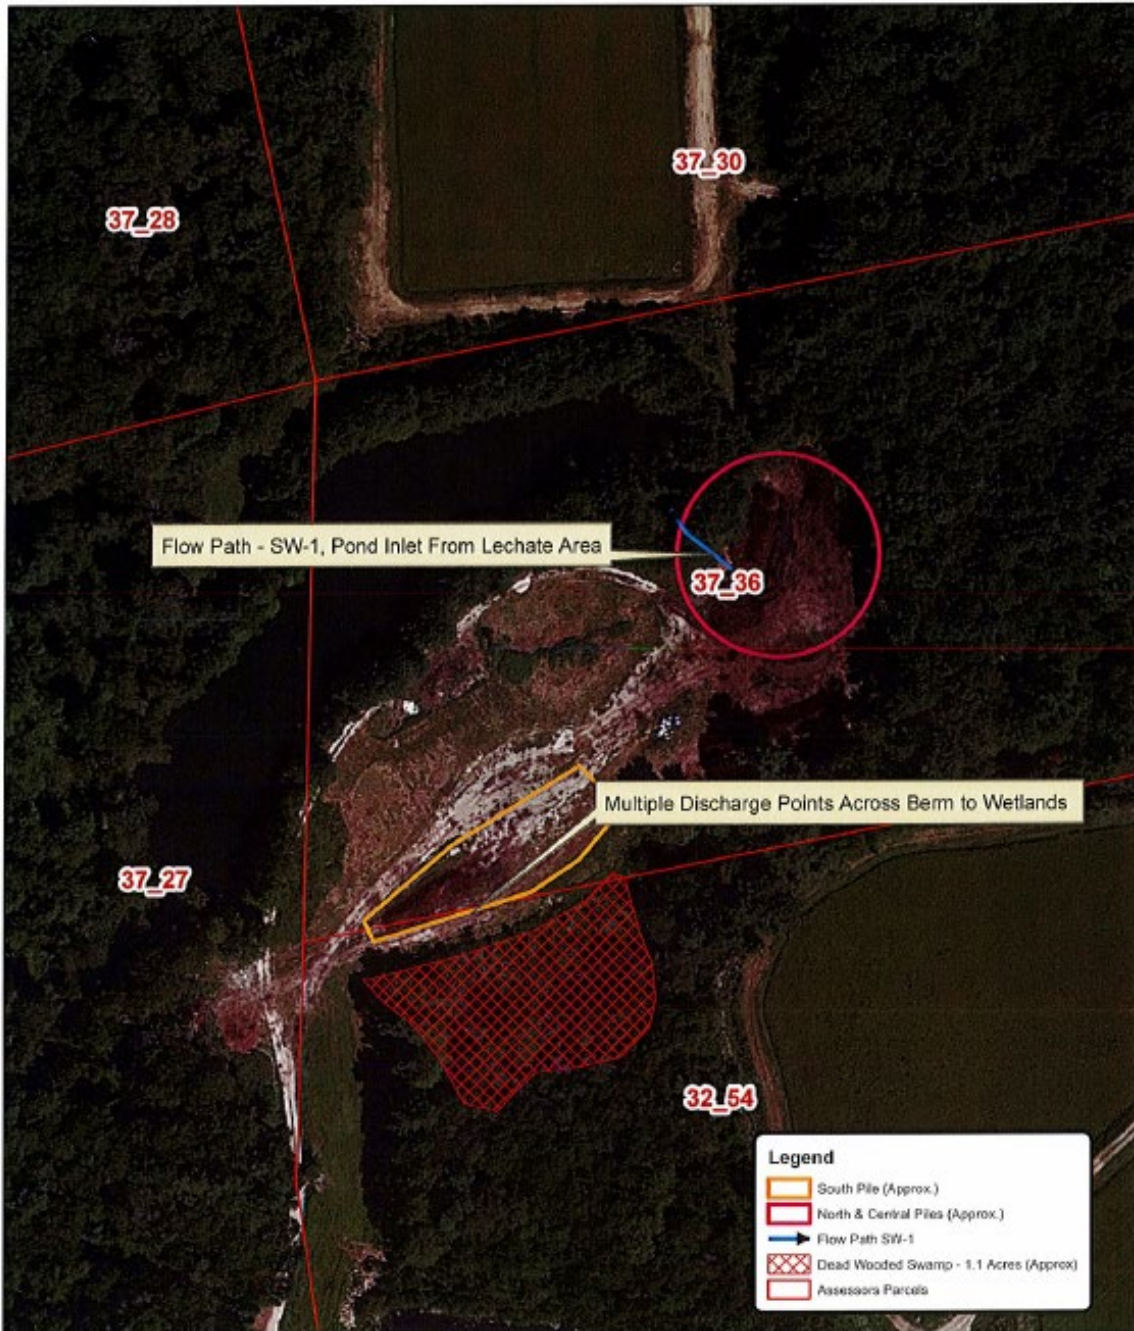 37_30
37_28
Flow Path - SW-1, Pond Inlet From Lechate Area
37_36
Multiple Discharge Points Across Berm to Wetlands
37_27
32_54
Legend
South Pile (Approx.)
North & Central Piles (Approx.)
Flow Path SW-1
Dead Wooded Swamp - 1.1 Acres (Approx)
Assessors Parcels